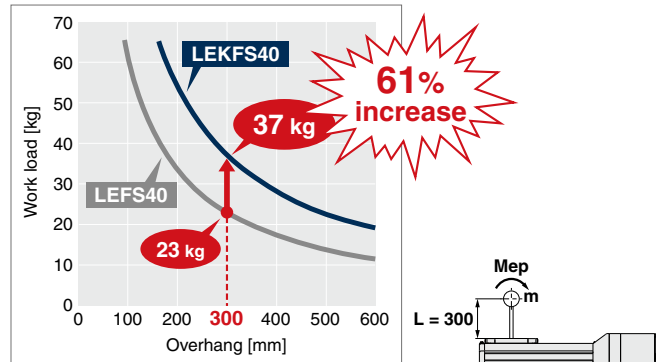 70
60
50
40
30
20
10
0
Work load [kg]
LEKFS40
LEFS40
37 kg
23 kg
61%
increase
0 100 200 300 400 500 600
Overhang [mm]
Mep
m
L = 300